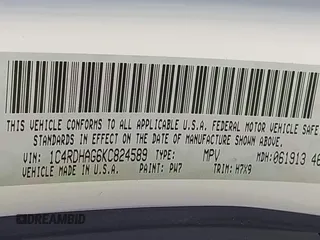 THIS VEHICLE CONFORMS TO ALL APPLICABLE U.S.A. FEDERAL MOTOR VEHICLE SAFE
STANDARDS IN EFFECT ON THE DATE OF MANUFACTURE SHOWN ABOVE.
VIN: 1C4RDHAG6KC824589 TYPE: MPV MDH: 061913 46
VEHICLE MADE IN U.S.A. PAINT: PW7 TRIM: H7X9
DREAMBID